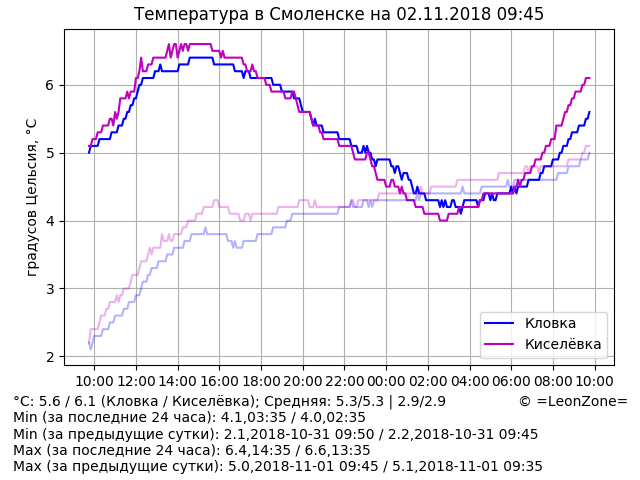 Температура в Смоленске на 02.11.2018 09:45
градусов Цельсия, °C
6
5
4
3
2
Кловка
Киселёвка
10:00 12:00 14:00 16:00 18:00 20:00 22:00 00:00 02:00 04:00 06:00 08:00 10:00
°C: 5.6 / 6.1 (Кловка / Киселёвка); Средняя: 5.3/5.3 | 2.9/2.9 © =LeonZone=
Min (за последние 24 часа): 4.1,03:35 / 4.0,02:35
Min (за предыдущие сутки): 2.1,2018-10-31 09:50 / 2.2,2018-10-31 09:45
Max (за последние 24 часа): 6.4,14:35 / 6.6,13:35
Max (за предыдущие сутки): 5.0,2018-11-01 09:45 / 5.1,2018-11-01 09:35